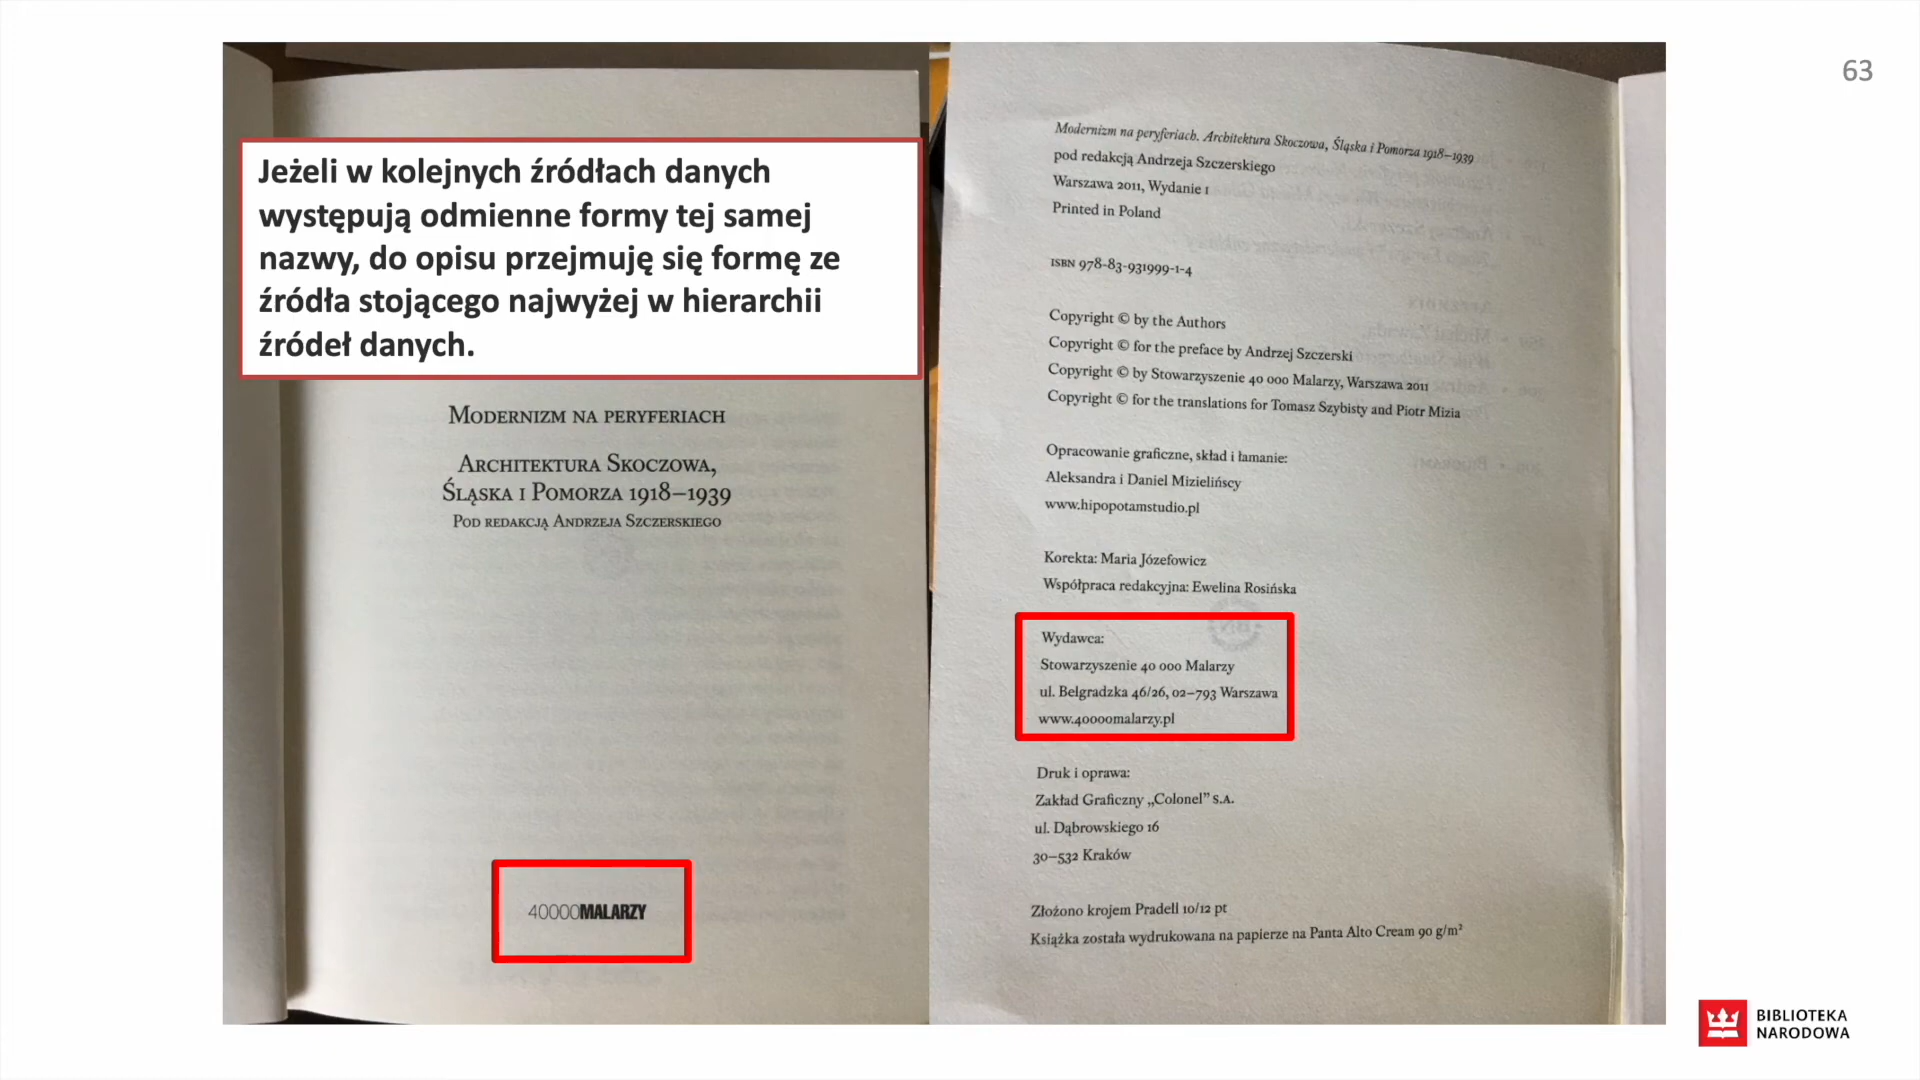 63
Jeżeli w kolejnych źródłach danych
występują odmienne formy tej samej
nazwy, do opisu przejmuję się formę ze
źródła stojącego najwyżej w hierarchii
źródeł danych.
Modernizm na peryferiach
Architektura Skoczowa,
Śląska i Pomorza 1918–1939
Pod redakcją Andrzeja Szczerskiego
40000MALARZY
Modernizm na peryferiach. Architektura Skoczowa, Śląska i Pomorza 1918–1939
pod redakcją Andrzeja Szczerskiego
Warszawa 2011, Wydanie 1
Printed in Poland
ISBN 978-83-931999-1-4
Copyright © by the Authors
Copyright © for the preface by Andrzej Szczerski
Copyright © by Stowarzyszenie 40 000 Malarzy, Warszawa 2011
Copyright © for the translations for Tomasz Szybisty and Piotr Mizia
Opracowanie graficzne, skład i łamanie:
Aleksandra i Daniel Mizielińscy
www.hipopotamstudio.pl
Korekta: Maria Józefowicz
Współpraca redakcyjna: Ewelina Rosińska
Wydawca:
Stowarzyszenie 40 000 Malarzy
ul. Belgradzka 46/26, 02–793 Warszawa
www.40000malarzy.pl
Druk i oprawa:
Zakład Graficzny „Colonel” S.A.
ul. Dąbrowskiego 16
30–532 Kraków
Złożono krojem Pradell 10/12 pt
Książka została wydrukowana na papierze na Panta Alto Cream 90 g/m²
BIBLIOTEKA
NARODOWA